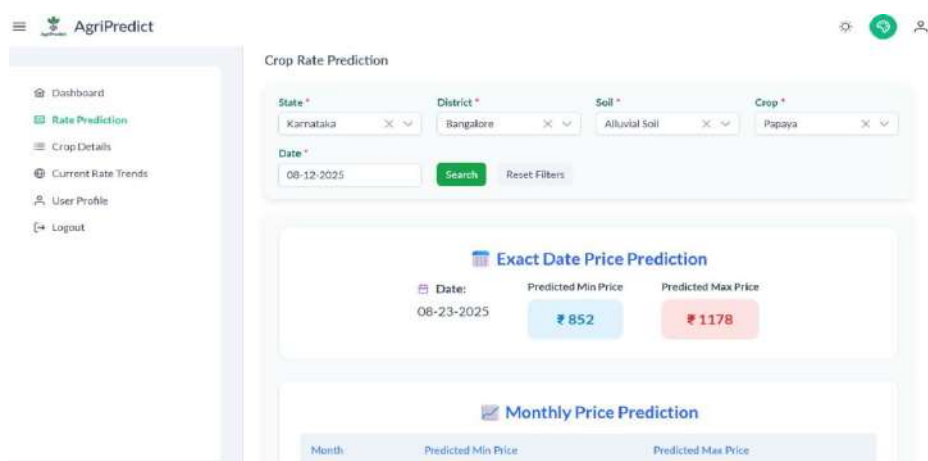 AgriPredict
Dashboard
Rate Prediction
Crop Details
Current Rate Trends
User Profile
Logout
Crop Rate Prediction
State * District * Soil * Crop *
Karnataka Bangalore Alluvial Soil Papaya
Date *
08-12-2025 Search Reset Filters
Exact Date Price Prediction
Date: Predicted Min Price Predicted Max Price
08-23-2025 ₹ 852 ₹ 1178
Monthly Price Prediction
Month Predicted Min Price Predicted Max Price